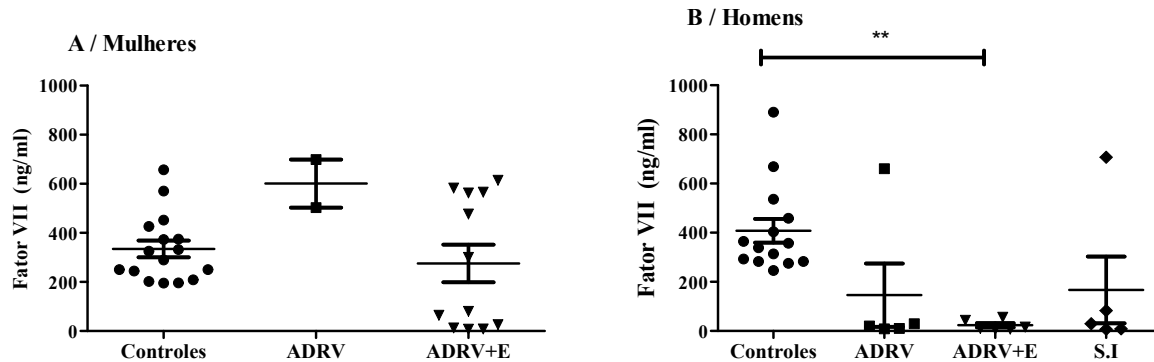 A / Mulheres
Fator VII (ng/ml)
1000
800
600
400
200
0
Controles ADRV ADRV+E
B / Homens
**
Fator VII (ng/ml)
1000
800
600
400
200
0
Controles ADRV ADRV+E S.I